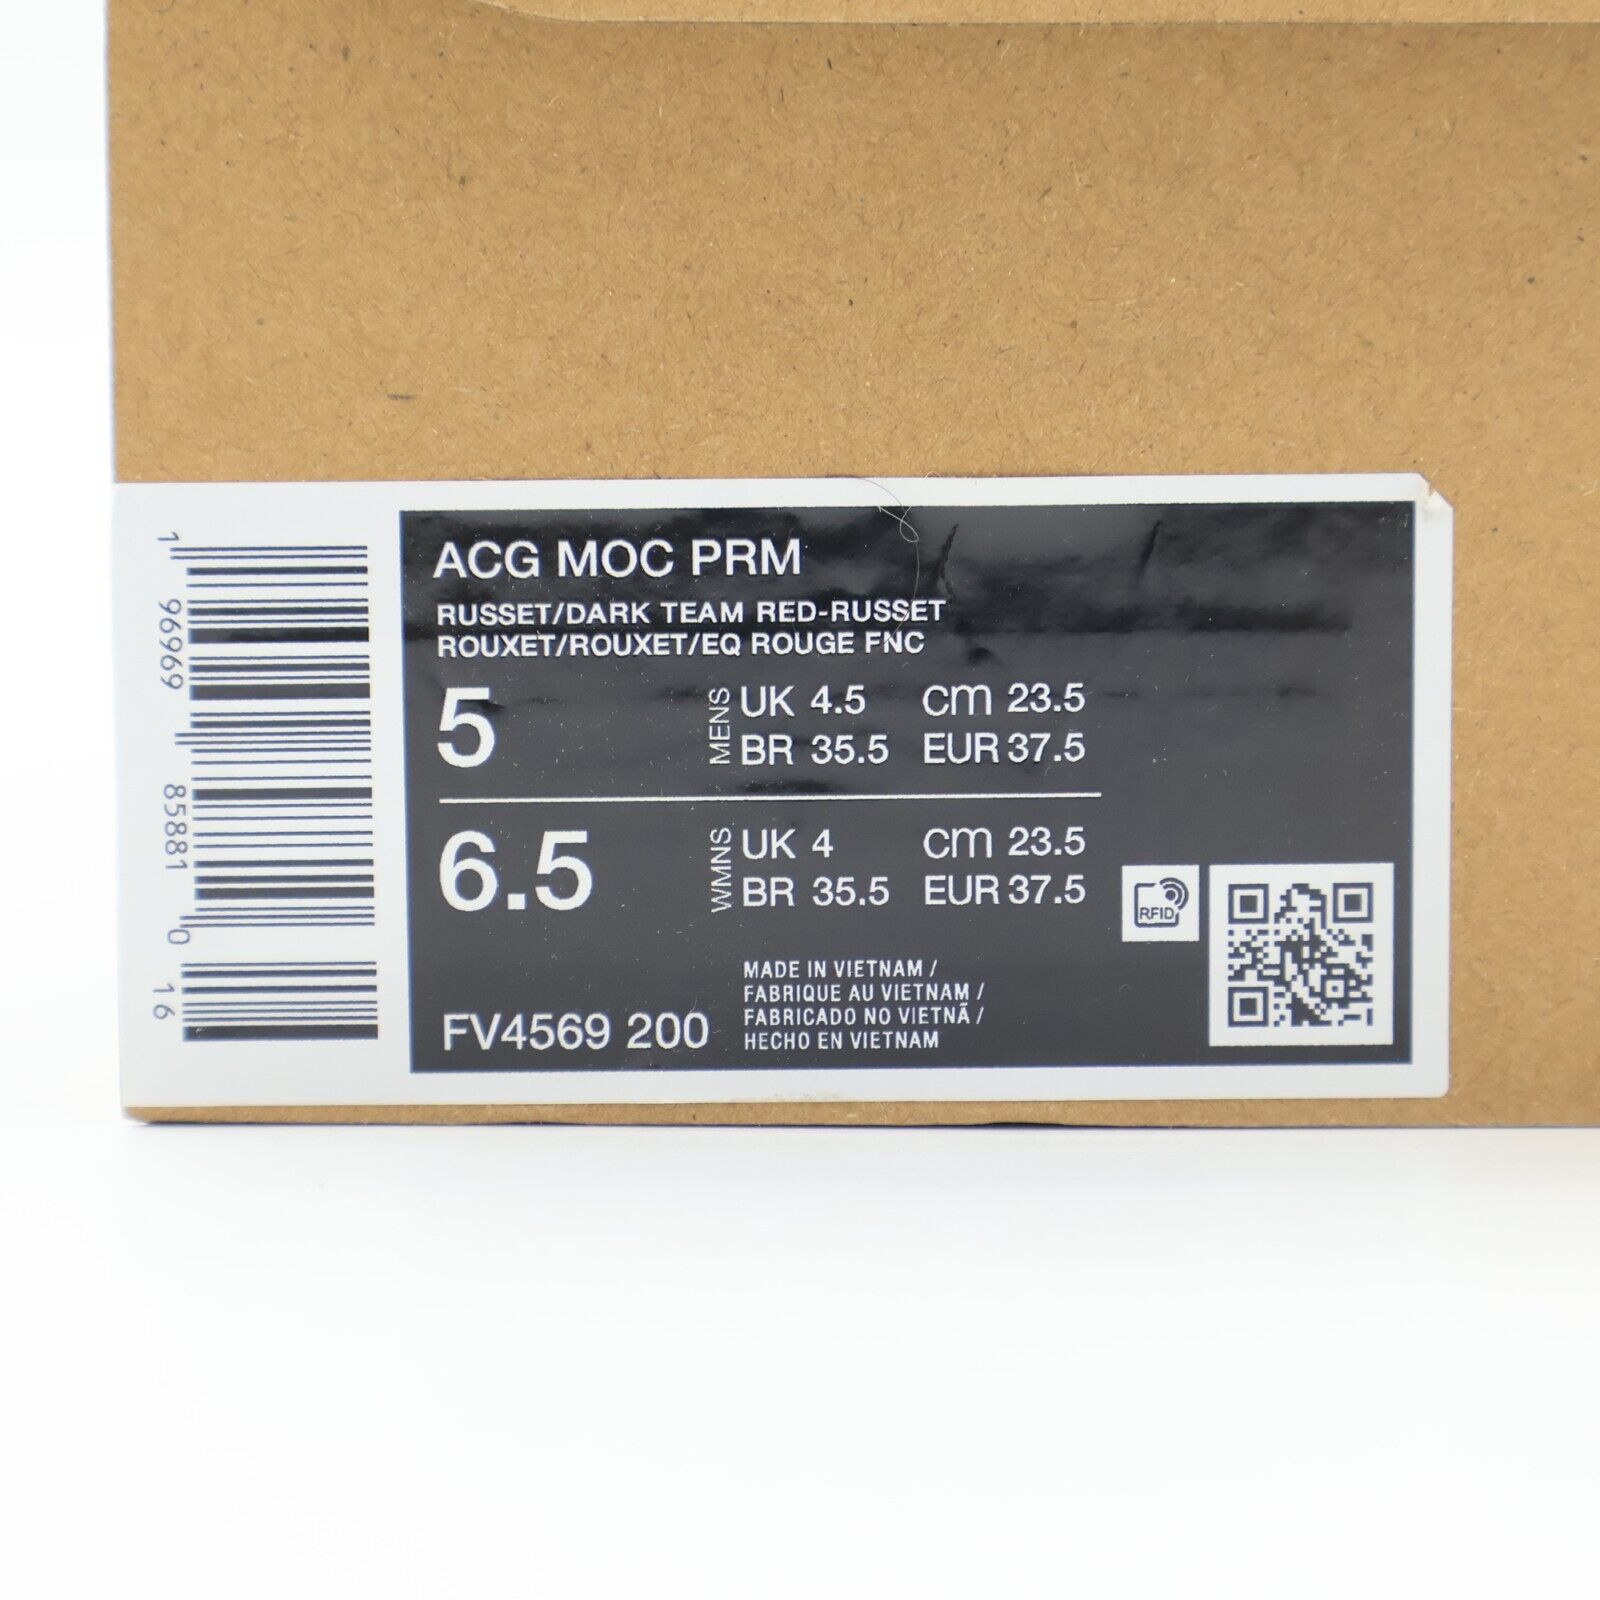 1 96969 85881 0 16
ACG MOC PRM
RUSSET/DARK TEAM RED-RUSSET
ROUXET/ROUXET/EQ ROUGE FNC
5 MENS UK 4.5 CM 23.5
BR 35.5 EUR 37.5
6.5 WMNS UK 4 CM 23.5
BR 35.5 EUR 37.5
RFID
MADE IN VIETNAM /
FABRIQUE AU VIETNAM /
FABRICADO NO VIETNÃ /
HECHO EN VIETNAM
FV4569 200